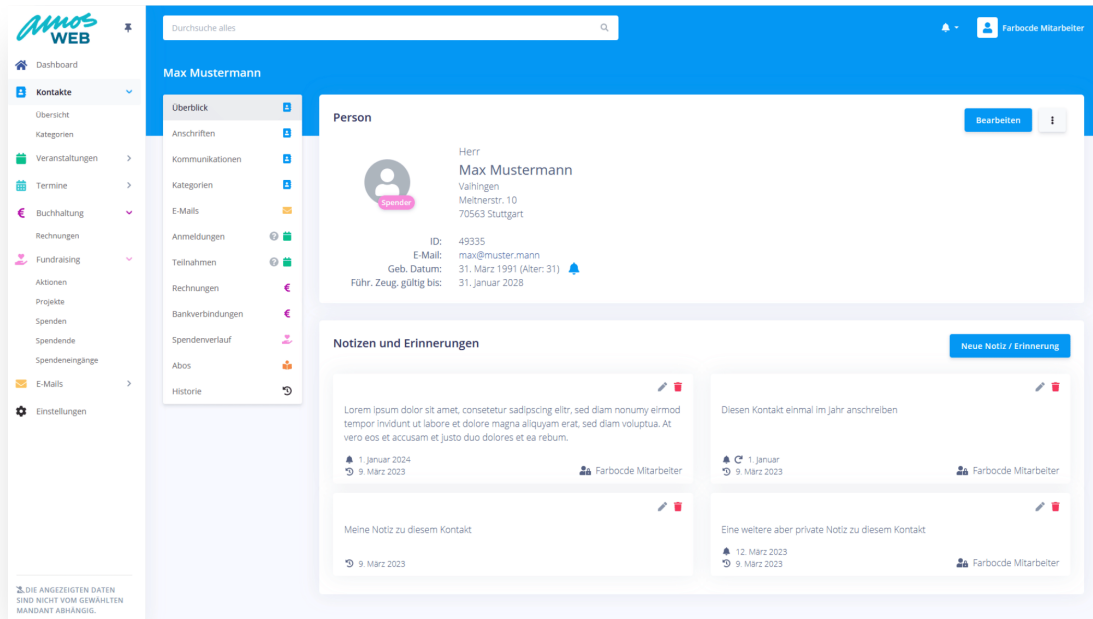 amos
WEB
Durchsuche alles
Farbocde Mitarbeiter
Dashboard
Kontakte
Übersicht
Kategorien
Veranstaltungen
Termine
Buchhaltung
Rechnungen
Fundraising
Aktionen
Projekte
Spenden
Spendende
Spendeneingänge
E-Mails
Einstellungen
DIE ANGEZEIGTEN DATEN
SIND NICHT VOM GEWÄHLTEN
MANDANT ABHÄNGIG.
Max Mustermann
Überblick
Anschriften
Kommunikationen
Kategorien
E-Mails
Anmeldungen
Teilnahmen
Rechnungen
Bankverbindungen
Spendenverlauf
Abos
Historie
Person
Bearbeiten
Spender
Herr
Max Mustermann
Vaihingen
Meitnerstr. 10
70563 Stuttgart
ID: 49335
E-Mail: max@muster.mann
Geb. Datum: 31. März 1991 (Alter: 31)
Führ. Zeug. gültig bis: 31. Januar 2028
Notizen und Erinnerungen
Neue Notiz / Erinnerung
Lorem ipsum dolor sit amet, consetetur sadipscing elitr, sed diam nonumy eirmod
tempor invidunt ut labore et dolore magna aliquyam erat, sed diam voluptua. At
vero eos et accusam et justo duo dolores et ea rebum.
1. Januar 2024
9. März 2023
Farbocde Mitarbeiter
Diesen Kontakt einmal im Jahr anschreiben
1. Januar
9. März 2023
Farbocde Mitarbeiter
Meine Notiz zu diesem Kontakt
9. März 2023
Eine weitere aber private Notiz zu diesem Kontakt
12. März 2023
9. März 2023
Farbocde Mitarbeiter